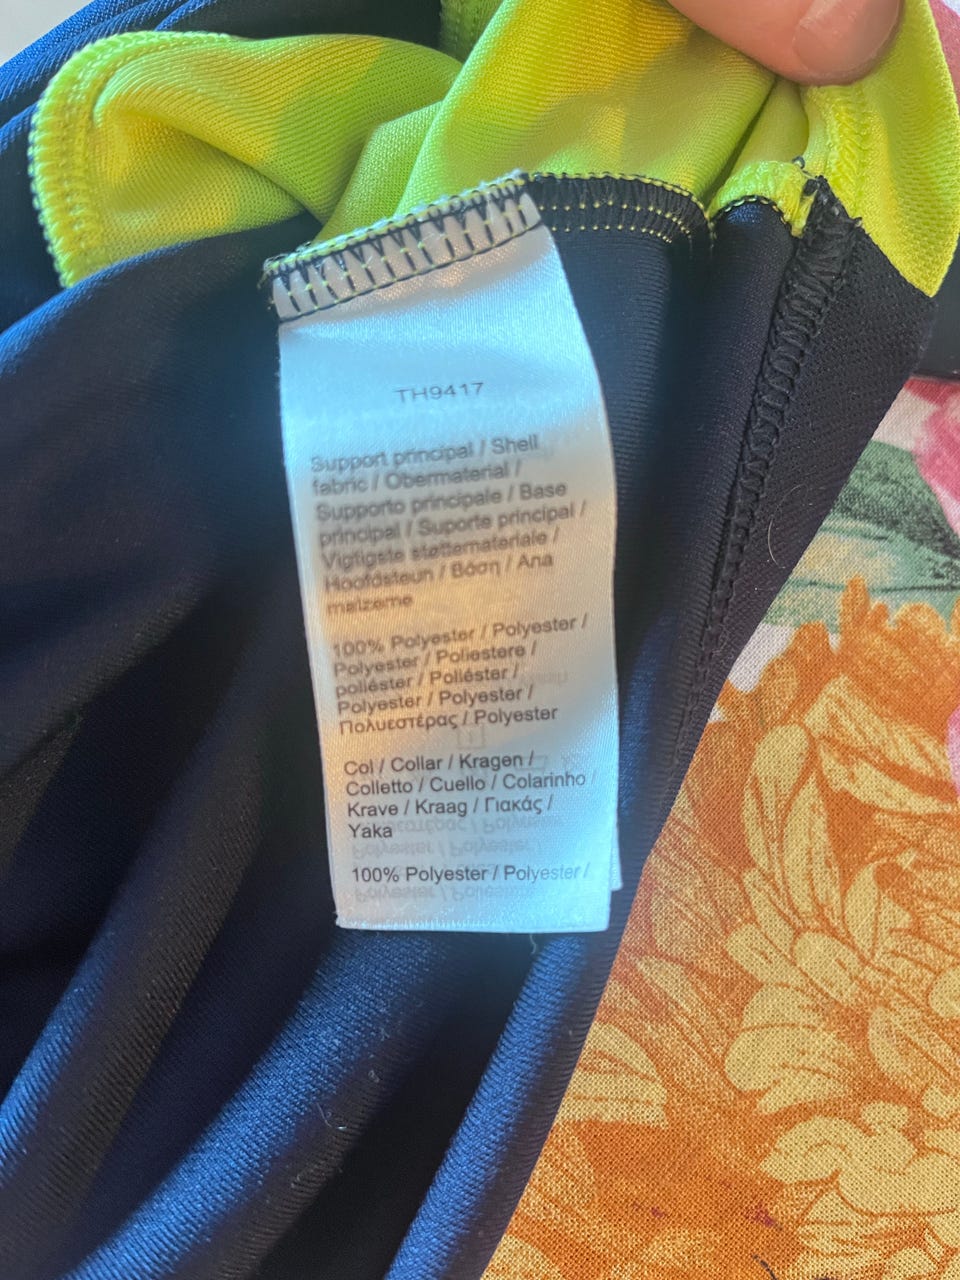 TH9417
Support principal / Shell
fabric / Obermaterial /
Supporto principale / Base
principal / Suporte principal /
Vigtigste støttemateriale /
Hoofdsteun / Βάση / Ana
malzeme
100% Polyester / Polyester /
Polyester / Poliestere /
poliéster / Poliéster /
Polyester / Polyester /
Πολυεστέρας / Polyester
Col / Collar / Kragen /
Colletto / Cuello / Colarinho /
Krave / Kraag / Γιακάς /
Yaka
100% Polyester / Polyester /